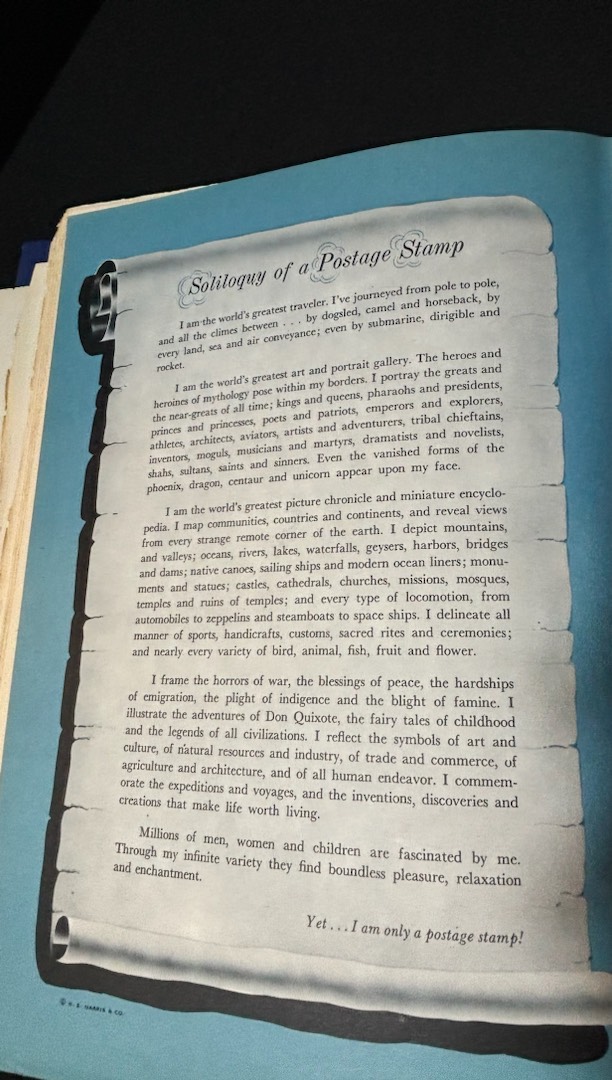 Soliloquy of a Postage Stamp
I am the world's greatest traveler. I've journeyed from pole to pole,
and all the climes between . . . by dogsled, camel and horseback, by
every land, sea and air conveyance; even by submarine, dirigible and
rocket.
I am the world's greatest art and portrait gallery. The heroes and
heroines of mythology pose within my borders. I portray the greats and
the near-greats of all time; kings and queens, pharaohs and presidents,
princes and princesses, poets and patriots, emperors and explorers,
athletes, architects, aviators, artists and adventurers, tribal chieftains,
inventors, moguls, musicians and martyrs, dramatists and novelists,
shahs, sultans, saints and sinners. Even the vanished forms of the
phoenix, dragon, centaur and unicorn appear upon my face.
I am the world's greatest picture chronicle and miniature encyclo-
pedia. I map communities, countries and continents, and reveal views
from every strange remote corner of the earth. I depict mountains,
and valleys; oceans, rivers, lakes, waterfalls, geysers, harbors, bridges
and dams; native canoes, sailing ships and modern ocean liners; monu-
ments and statues; castles, cathedrals, churches, missions, mosques,
temples and ruins of temples; and every type of locomotion, from
automobiles to zeppelins and steamboats to space ships. I delineate all
manner of sports, handicrafts, customs, sacred rites and ceremonies;
and nearly every variety of bird, animal, fish, fruit and flower.
I frame the horrors of war, the blessings of peace, the hardships
of emigration, the plight of indigence and the blight of famine. I
illustrate the adventures of Don Quixote, the fairy tales of childhood
and the legends of all civilizations. I reflect the symbols of art and
culture, of natural resources and industry, of trade and commerce, of
agriculture and architecture, and of all human endeavor. I commem-
orate the expeditions and voyages, and the inventions, discoveries and
creations that make life worth living.
Millions of men, women and children are fascinated by me.
Through my infinite variety they find boundless pleasure, relaxation
and enchantment.
Yet . . . I am only a postage stamp!
© H. E. HARRIS & CO.